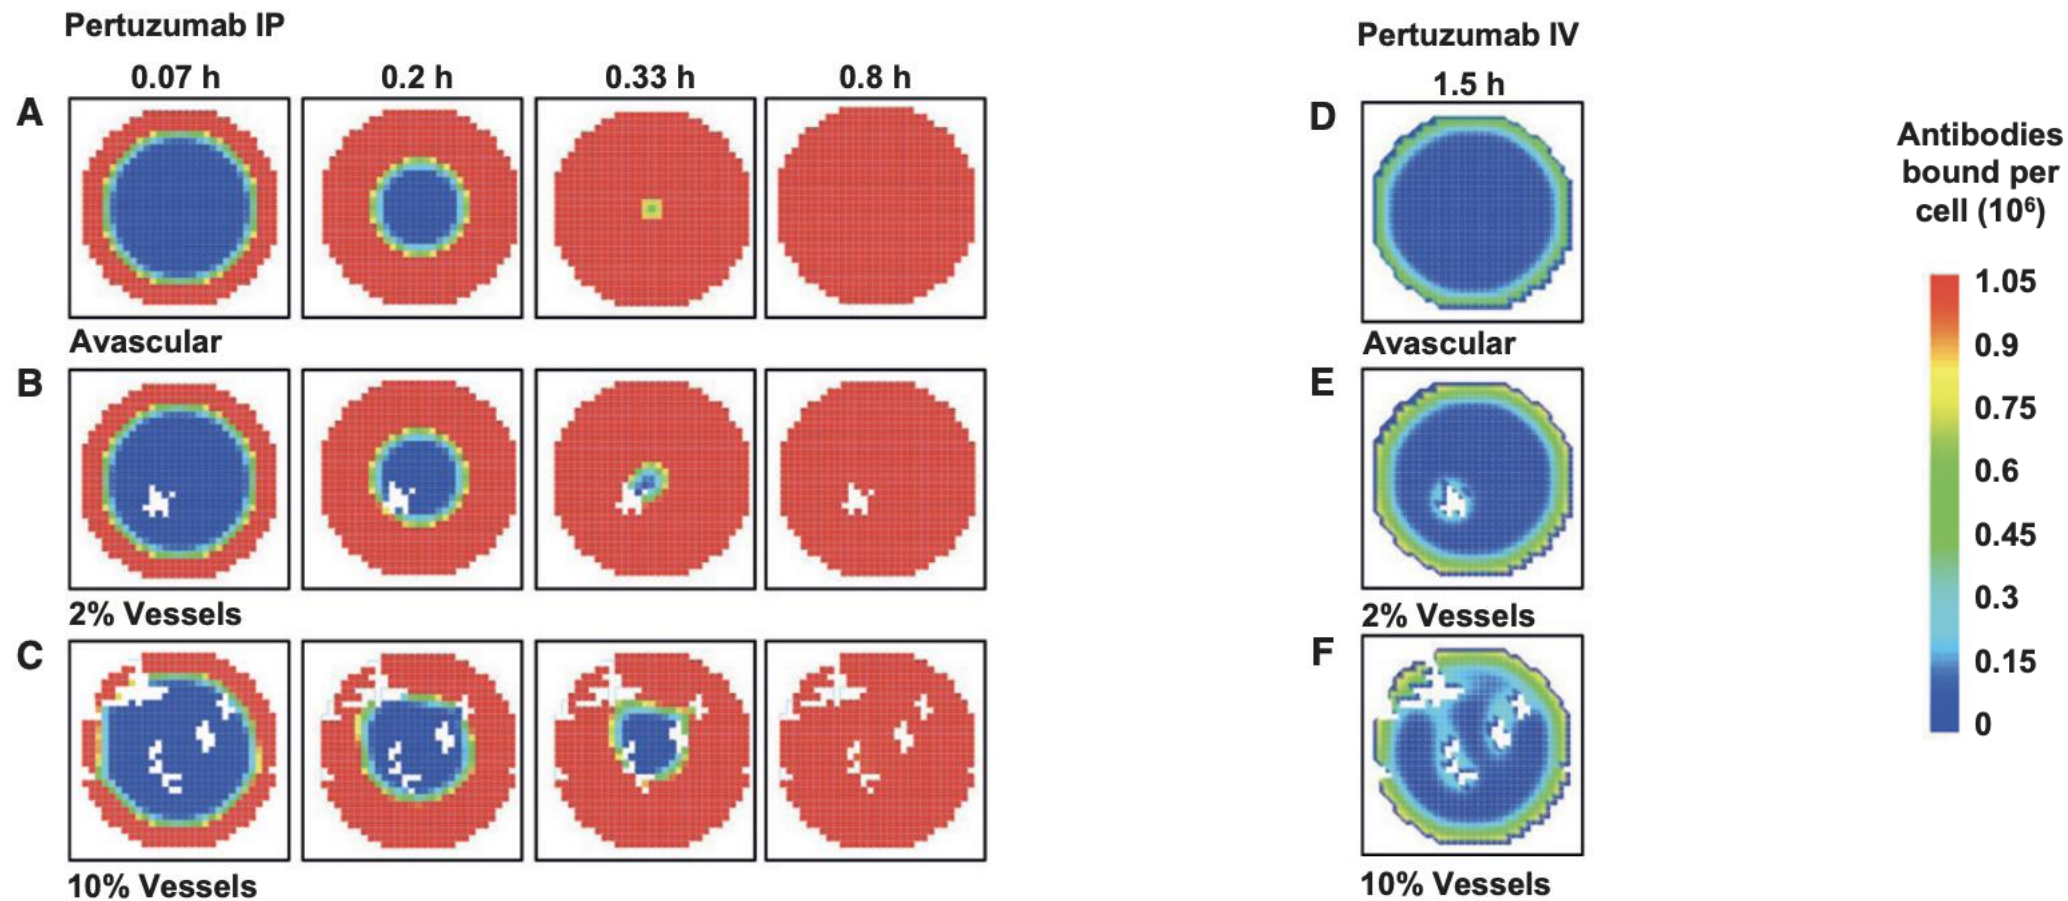 Pertuzumab IP
0.07 h 0.2 h 0.33 h 0.8 h
A
Avascular
B
2% Vessels
C
10% Vessels
Pertuzumab IV
1.5 h
D
Avascular
E
2% Vessels
F
10% Vessels
Antibodies
bound per
cell (10⁶)
1.05
0.9
0.75
0.6
0.45
0.3
0.15
0